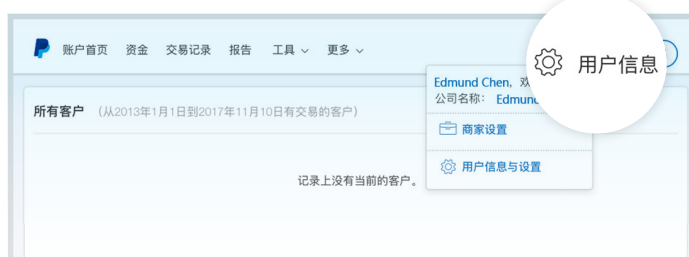 账户首页 资金 交易记录 报告 工具 更多
用户信息
Edmund Chen, 欢
公司名称： Edmund
所有客户 （从2013年1月1日到2017年11月10日有交易的客户）
商家设置
用户信息与设置
记录上没有当前的客户。